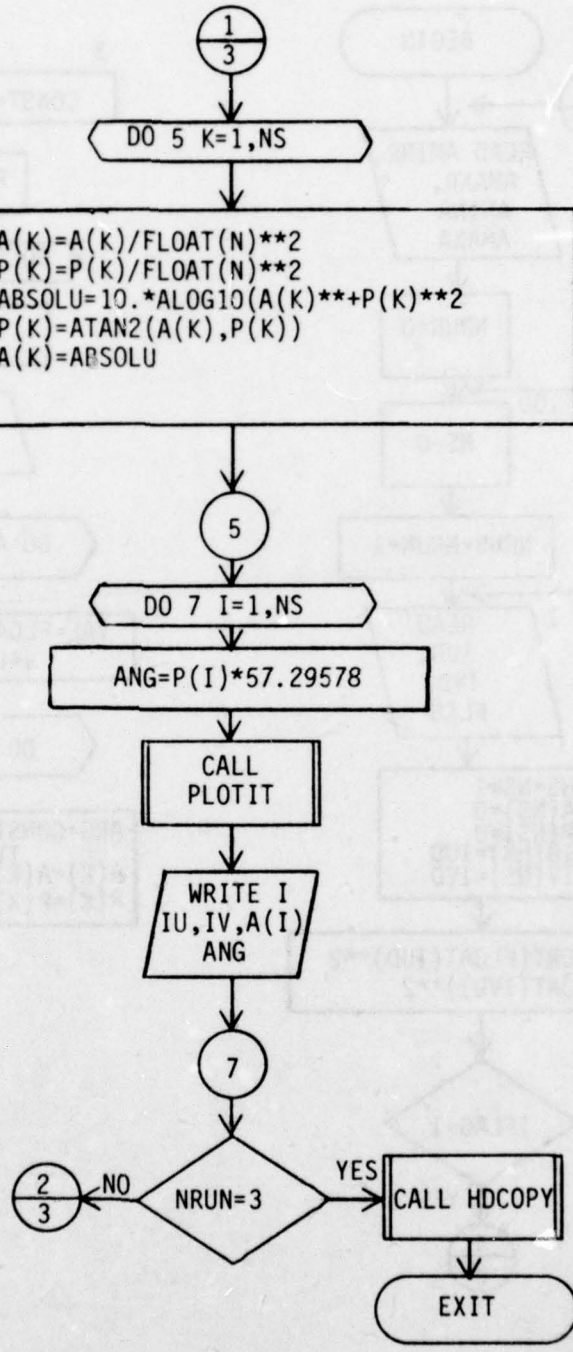 1
3
DO 5 K=1,NS
A(K)=A(K)/FLOAT(N)**2
P(K)=P(K)/FLOAT(N)**2
ABSOLU=10.*ALOG10(A(K)**+P(K)**2
P(K)=ATAN2(A(K),P(K))
A(K)=ABSOLU
5
DO 7 I=1,NS
ANG=P(I)*57.29578
CALL
PLOTIT
WRITE I
IU,IV,A(I)
ANG
7
2
3
NO
NRUN=3
YES
CALL HDCOPY
EXIT